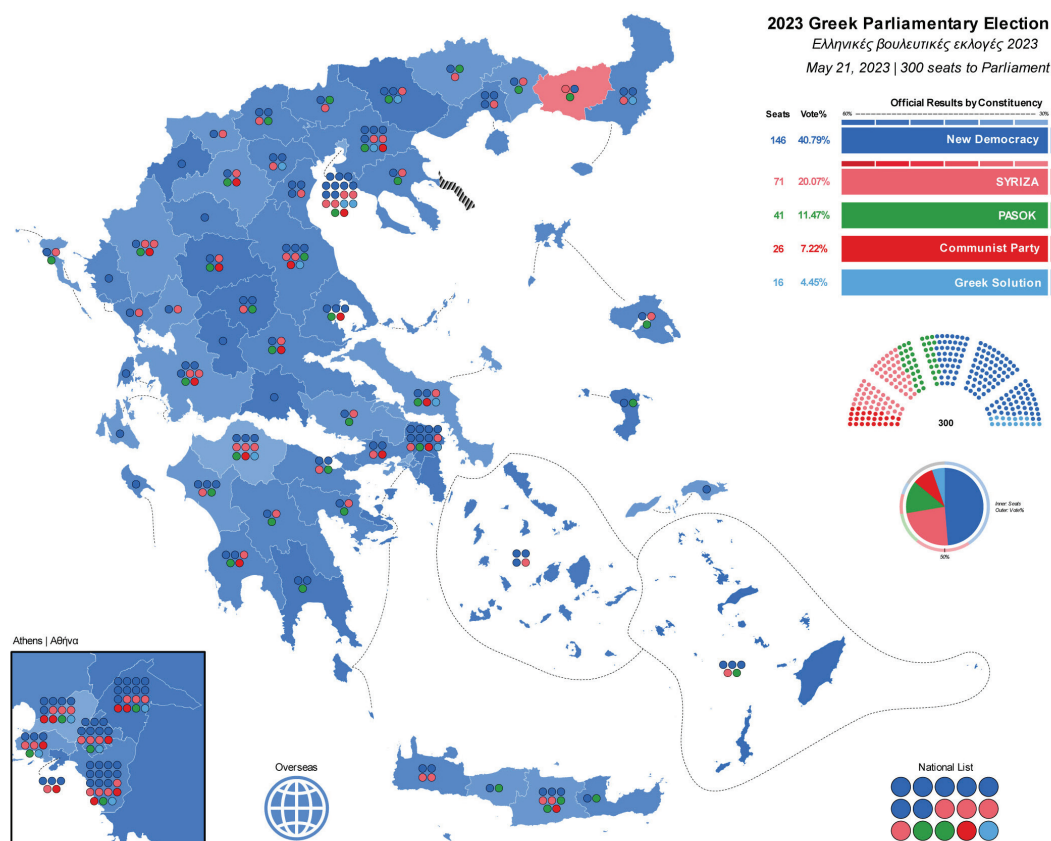 2023 Greek Parliamentary Election
Ελληνικές βουλευτικές εκλογές 2023
May 21, 2023 | 300 seats to Parliament
Official Results by Constituency
Seats Vote% 60% 30%
146 40.79% New Democracy
71 20.07% SYRIZA
41 11.47% PASOK
26 7.22% Communist Party
16 4.45% Greek Solution
300
Inner Seats
Outer: Vote%
50%
Athens | Αθήνα
Overseas
National List